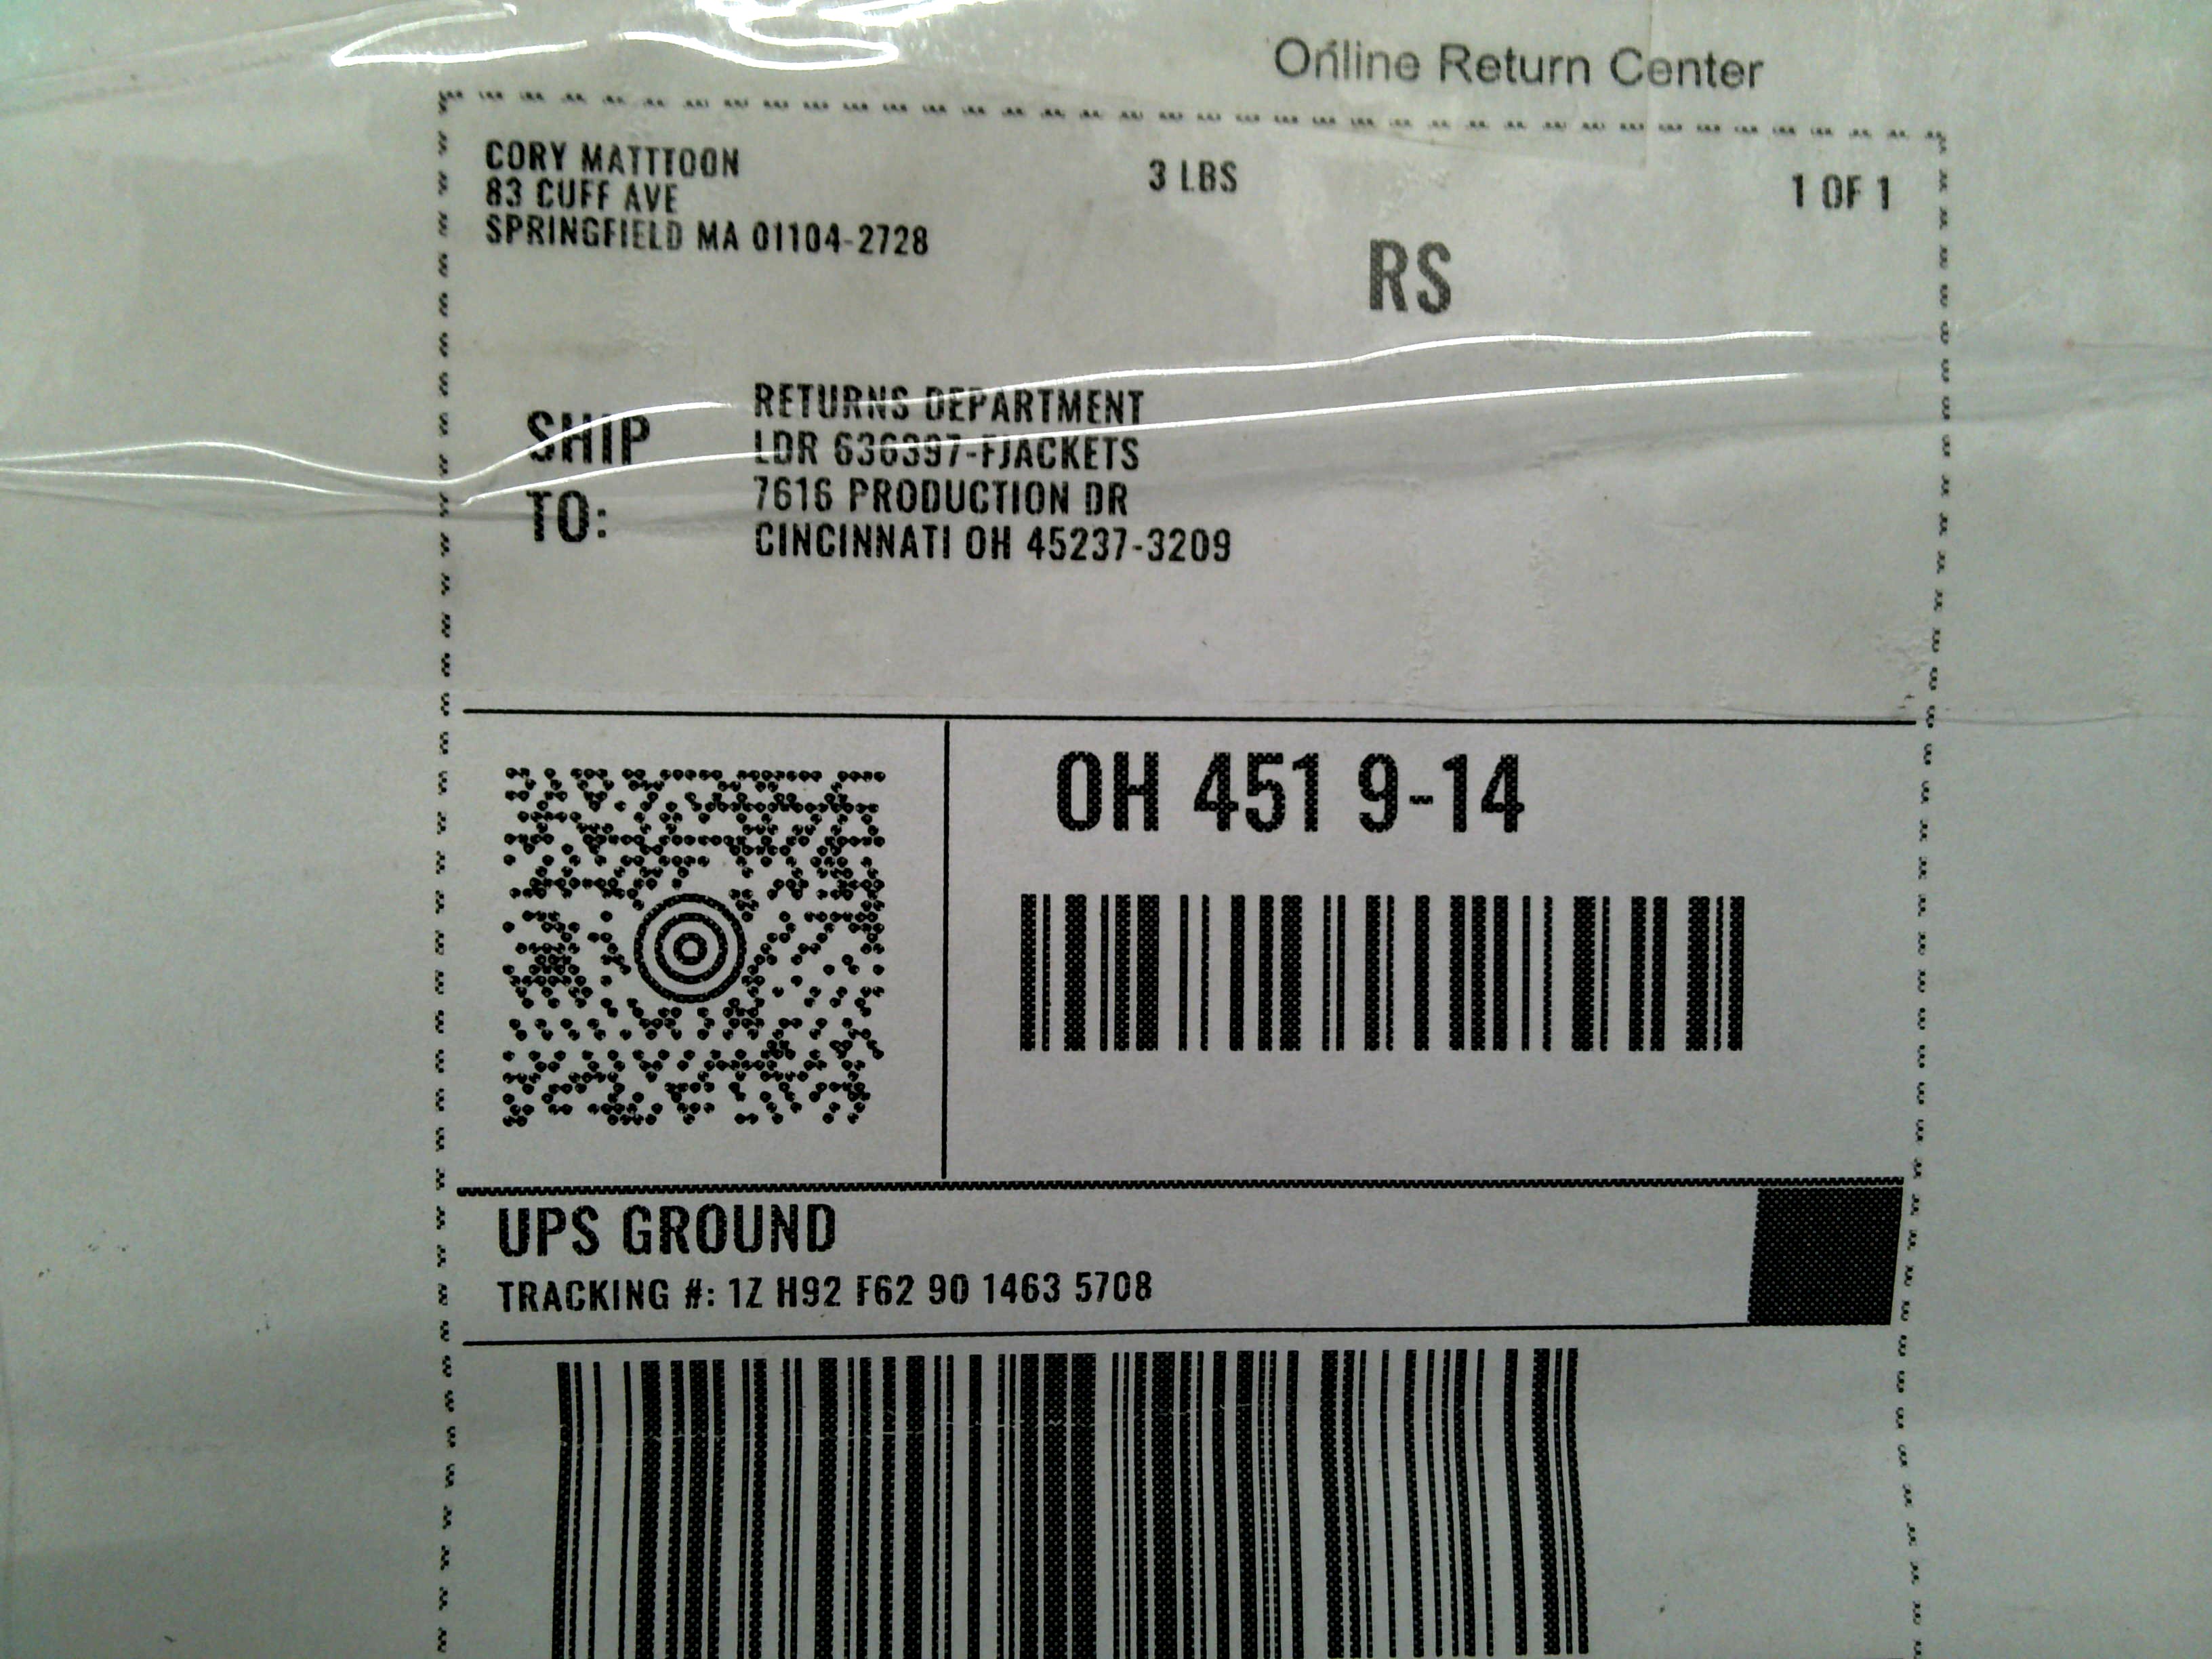 Online Return Center
CORY MATTTOON
83 CUFF AVE
SPRINGFIELD MA 01104-2728
3 LBS
1 OF 1
RS
SHIP
TO:
RETURNS DEPARTMENT
LDR 636397-FJACKETS
7616 PRODUCTION DR
CINCINNATI OH 45237-3209
OH 451 9-14
UPS GROUND
TRACKING #: 1Z H92 F62 90 1463 5708